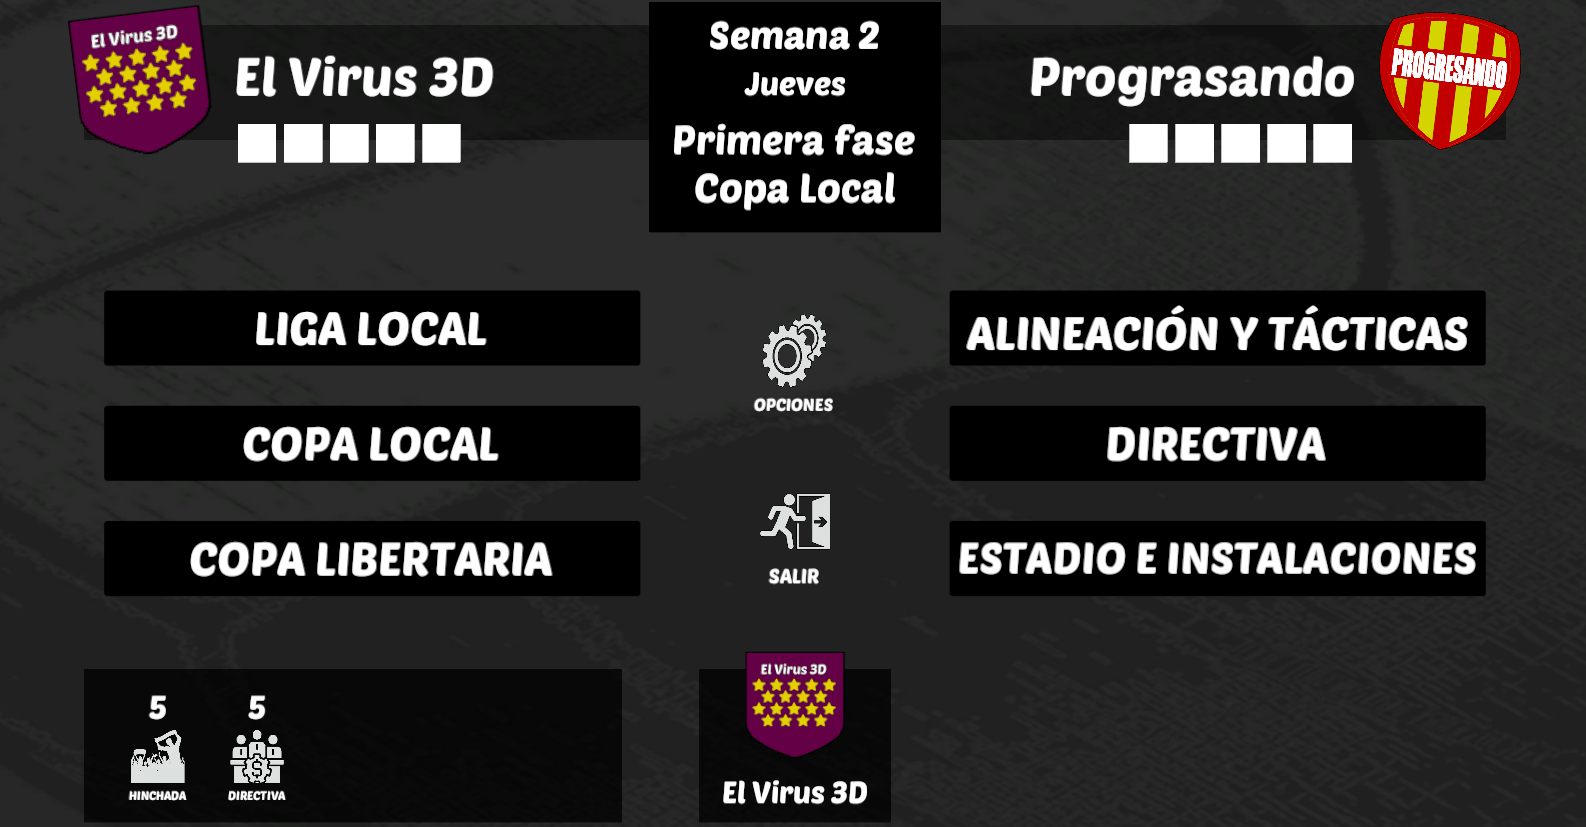 El Virus 3D
El Virus 3D
Semana 2
Jueves
Primera fase
Copa Local
Prograsando
PROGRESANDO
LIGA LOCAL
COPA LOCAL
COPA LIBERTARIA
OPCIONES
SALIR
ALINEACIÓN Y TÁCTICAS
DIRECTIVA
ESTADIO E INSTALACIONES
5
HINCHADA
5
DIRECTIVA
El Virus 3D
El Virus 3D